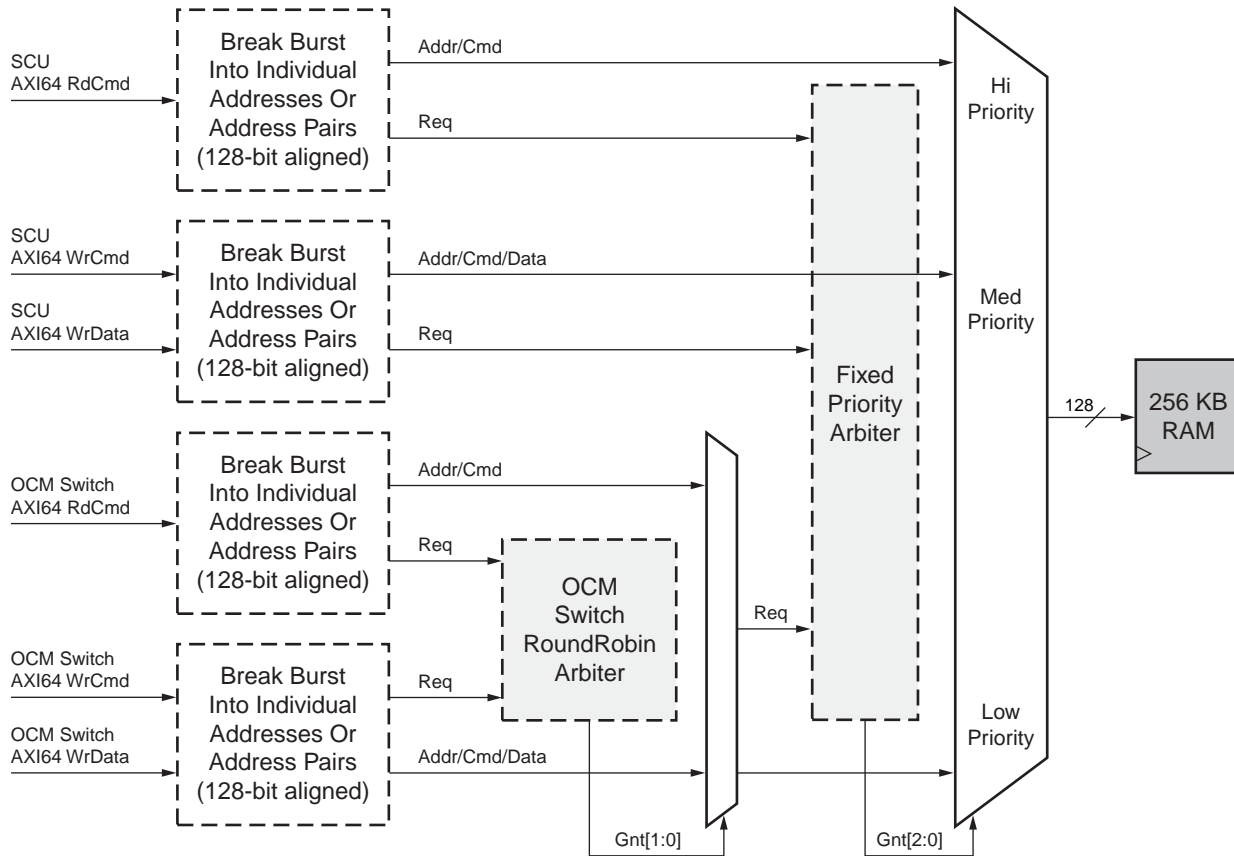 SCU
AXI64 RdCmd
Break Burst
Into Individual
Addresses Or
Address Pairs
(128-bit aligned)
Addr/Cmd
Req
Hi
Priority
SCU
AXI64 WrCmd
SCU
AXI64 WrData
Break Burst
Into Individual
Addresses Or
Address Pairs
(128-bit aligned)
Addr/Cmd/Data
Req
Med
Priority
Fixed
Priority
Arbiter
128
256 KB
RAM
OCM Switch
AXI64 RdCmd
Break Burst
Into Individual
Addresses Or
Address Pairs
(128-bit aligned)
Addr/Cmd
Req
OCM
Switch
RoundRobin
Arbiter
Req
OCM Switch
AXI64 WrCmd
OCM Switch
AXI64 WrData
Break Burst
Into Individual
Addresses Or
Address Pairs
(128-bit aligned)
Req
Addr/Cmd/Data
Low
Priority
Gnt[1:0]
Gnt[2:0]